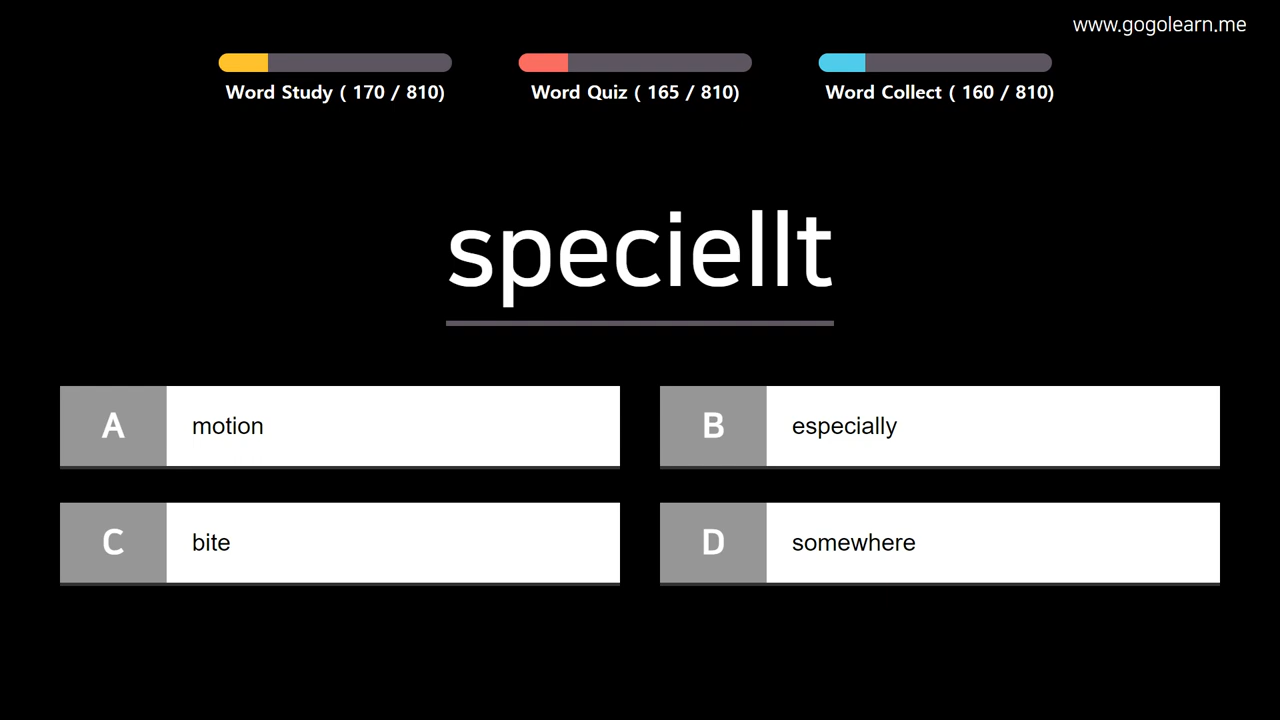 www.gogolearn.me
Word Study ( 170 / 810)
Word Quiz ( 165 / 810)
Word Collect ( 160 / 810)
speciellt
A motion
B especially
C bite
D somewhere